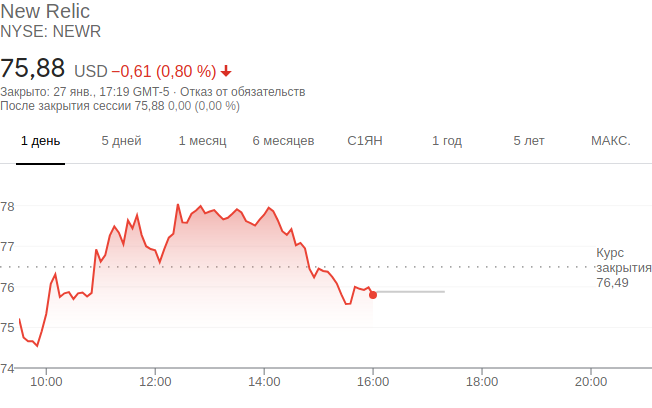 New Relic
NYSE: NEWR
75,88 USD −0,61 (0,80 %)
Закрыто: 27 янв., 17:19 GMT-5 · Отказ от обязательств
После закрытия сессии 75,88 0,00 (0,00 %)
1 день 5 дней 1 месяц 6 месяцев С1ЯН 1 год 5 лет МАКС.
78
77
Курс
закрытия
76,49
76
75
74
10:00 12:00 14:00 16:00 18:00 20:00